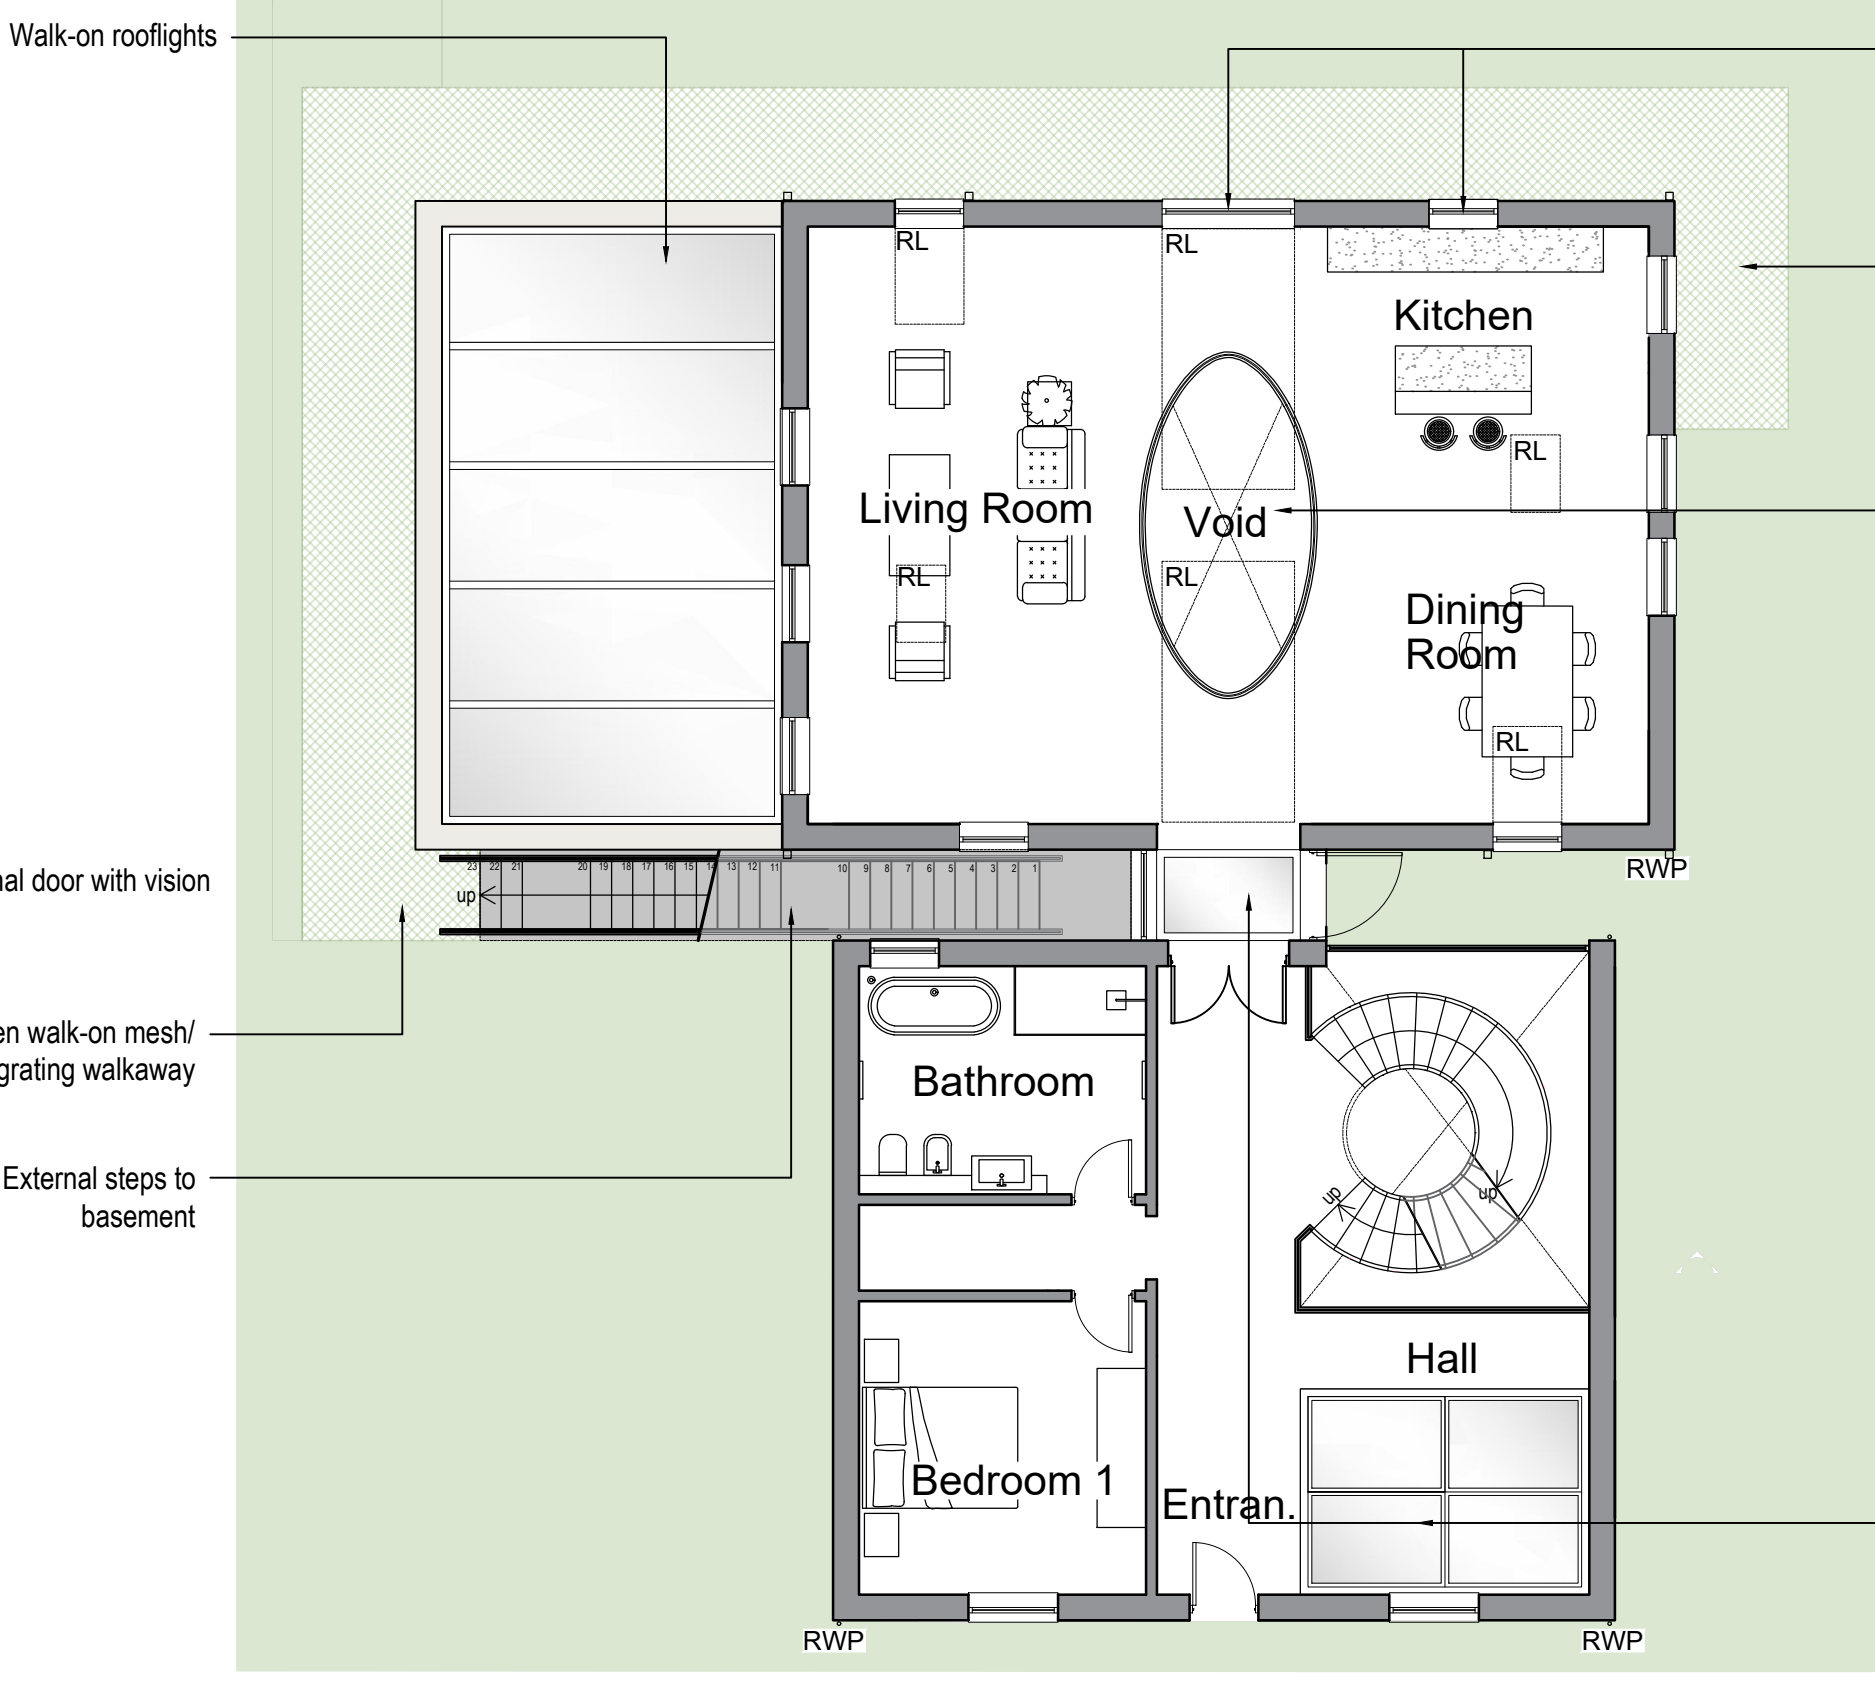 Walk-on rooflights
RL
RL
Kitchen
RL
Living Room
Void
RL
RL
Dining
Room
RL
23 22 21 20 19 18 17 16 15 14 13 12 11 10 9 8 7 6 5 4 3 2 1
up
RWP
nal door with vision
en walk-on mesh/
grating walkaway
Bathroom
External steps to
basement
up
up
Hall
Bedroom 1
Entran.
RWP
RWP